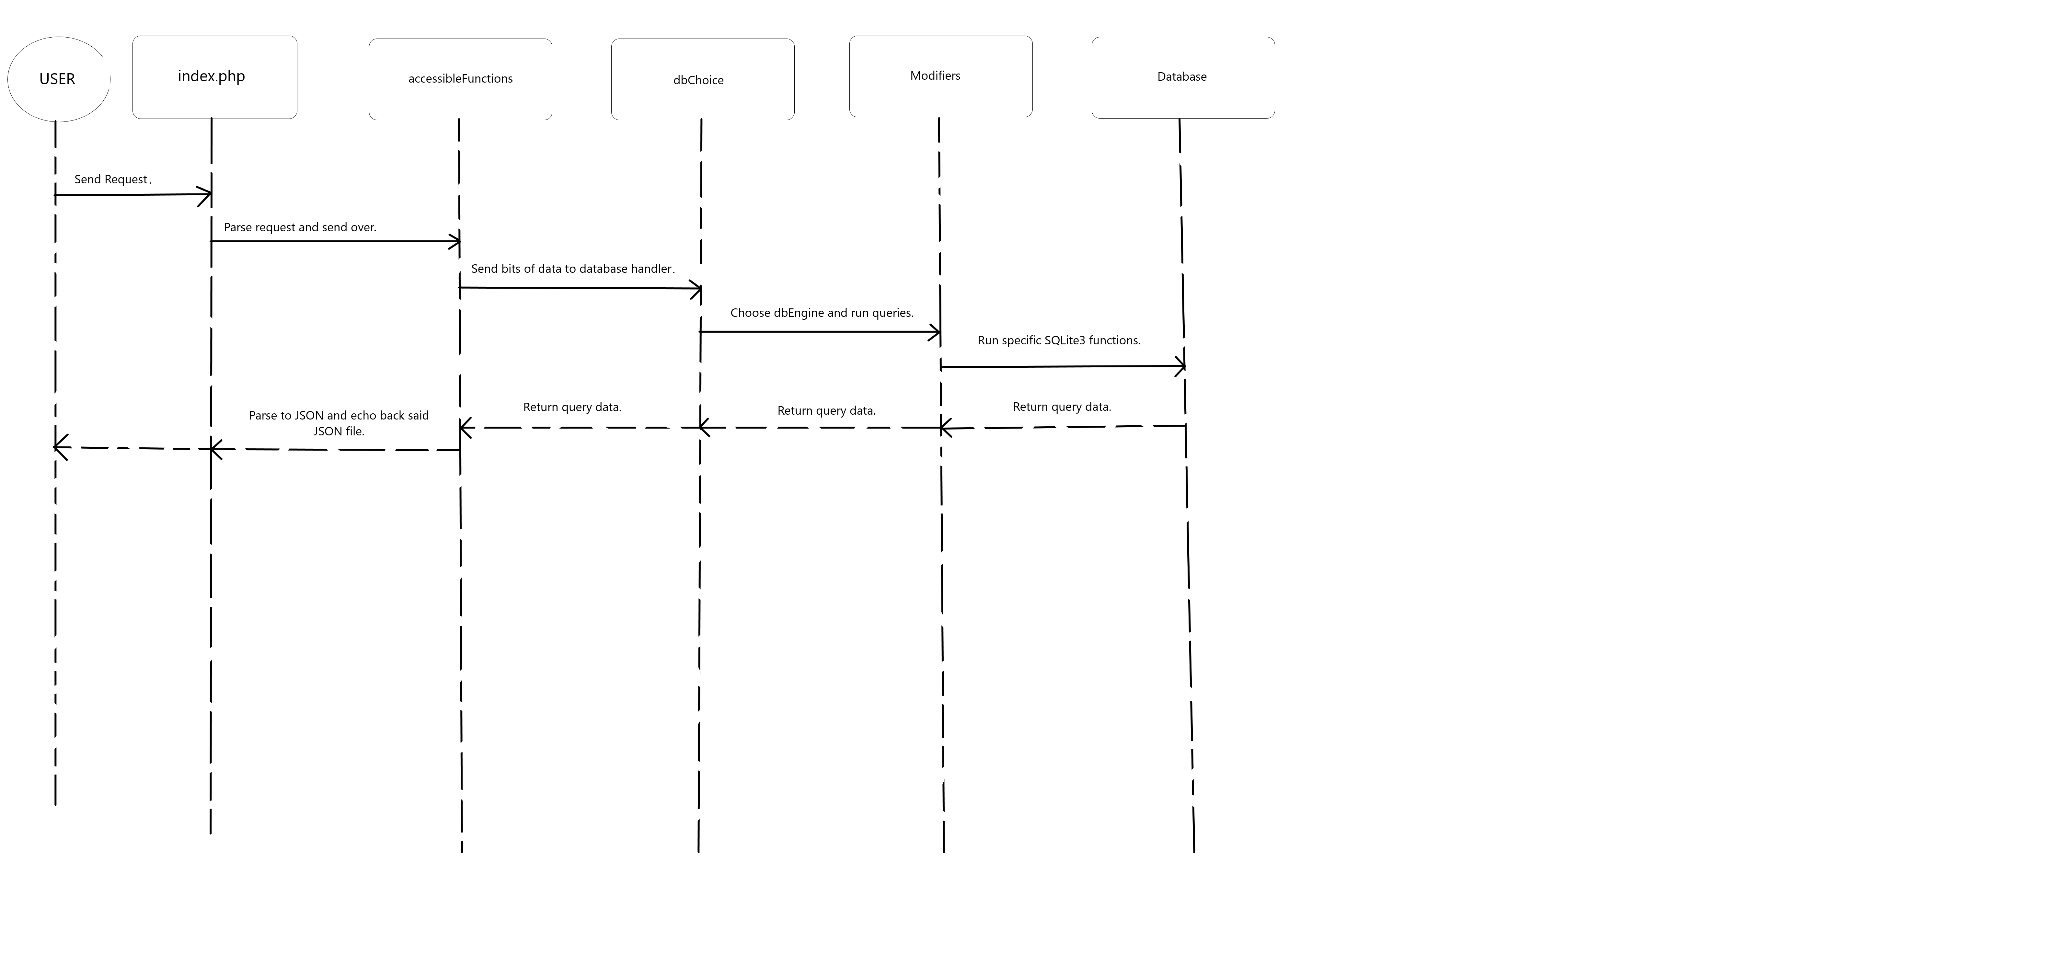 USER
index.php
accessibleFunctions
dbChoice
Modifiers
Database
Send Request.
Parse request and send over.
Send bits of data to database handler.
Choose dbEngine and run queries.
Run specific SQLite3 functions.
Return query data.
Return query data.
Return query data.
Parse to JSON and echo back said
JSON file.